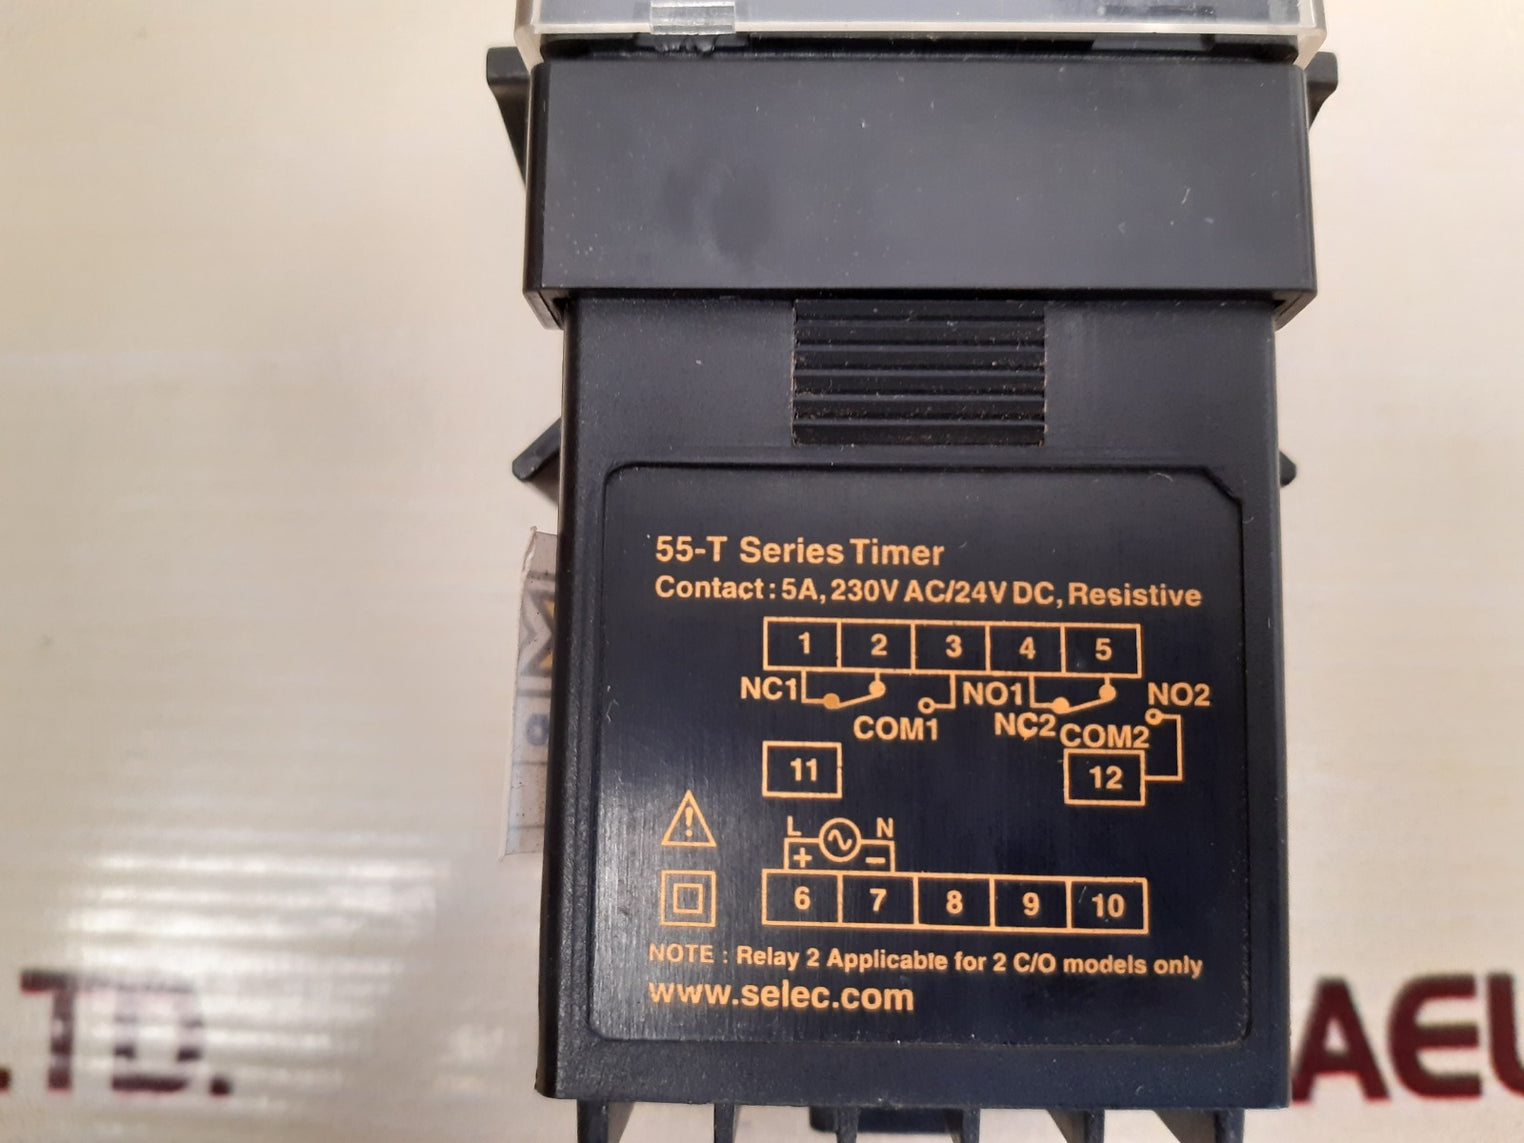 55-T Series Timer
Contact : 5A, 230V AC/24V DC, Resistive
1 2 3 4 5
NC1 NO1 NO2
COM1 NC2 COM2
11 12
L N
+ -
6 7 8 9 10
NOTE : Relay 2 Applicable for 2 C/O models only
www.selec.com
.LTD. AEU